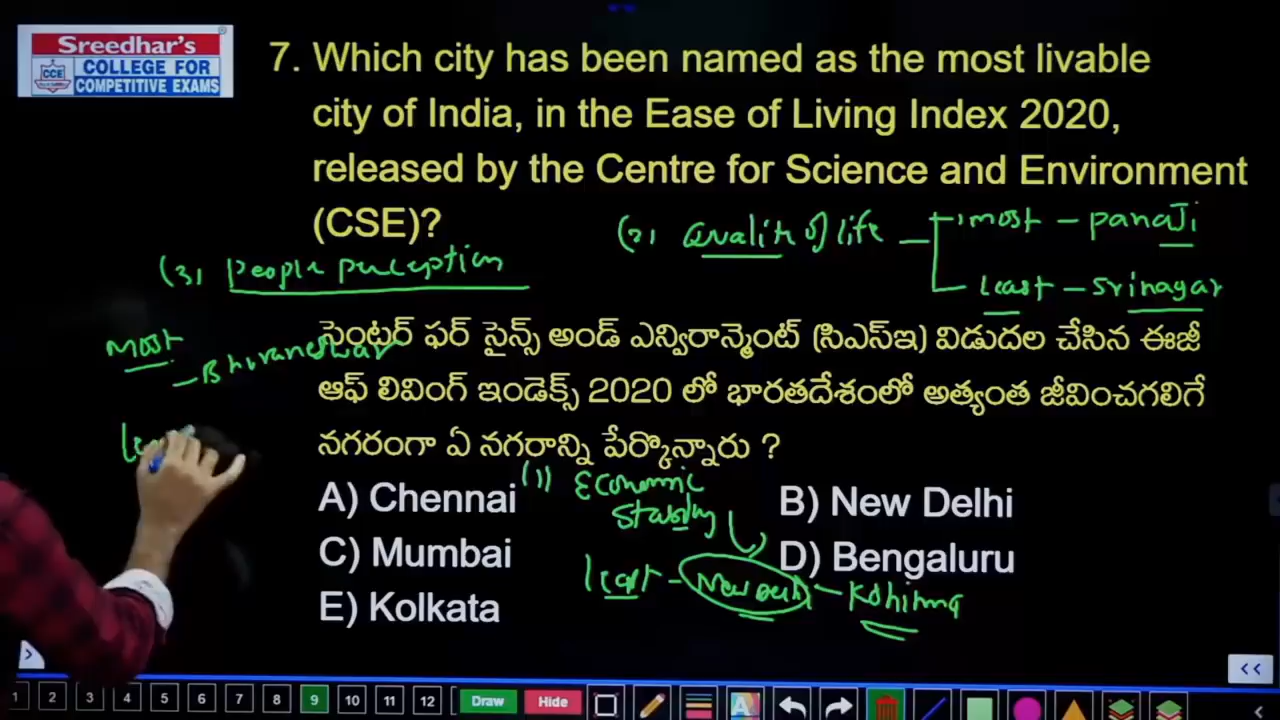 Sreedhar's
CCE
COLLEGE FOR
COMPETITIVE EXAMS
7. Which city has been named as the most livable
city of India, in the Ease of Living Index 2020,
released by the Centre for Science and Environment
(CSE)?
(2) Quality of life - most - panaJi
least - Srinagar
(3) People perception
most
- Bhuraneshwar
సెంటర్ ఫర్ సైన్స్ అండ్ ఎన్విరాన్మెంట్ (సిఎస్ఇ) విడుదల చేసిన ఈజీ
ఆఫ్ లివింగ్ ఇండెక్స్ 2020 లో భారతదేశంలో అత్యంత జీవించగలిగే
నగరంగా ఏ నగరాన్ని పేర్కొన్నారు ?
(1) Economic
A) Chennai
B) New Delhi
C) Mumbai
D) Bengaluru
least - New Delhi - Kohima
E) Kolkata
1 2 3 4 5 6 7 8 9 10 11 12 Draw Hide